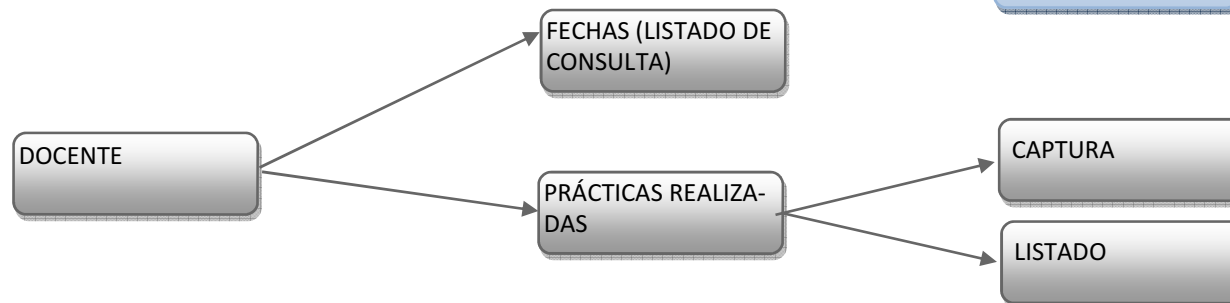 FECHAS (LISTADO DE
CONSULTA)
DOCENTE
CAPTURA
PRÁCTICAS REALIZA-
DAS
LISTADO